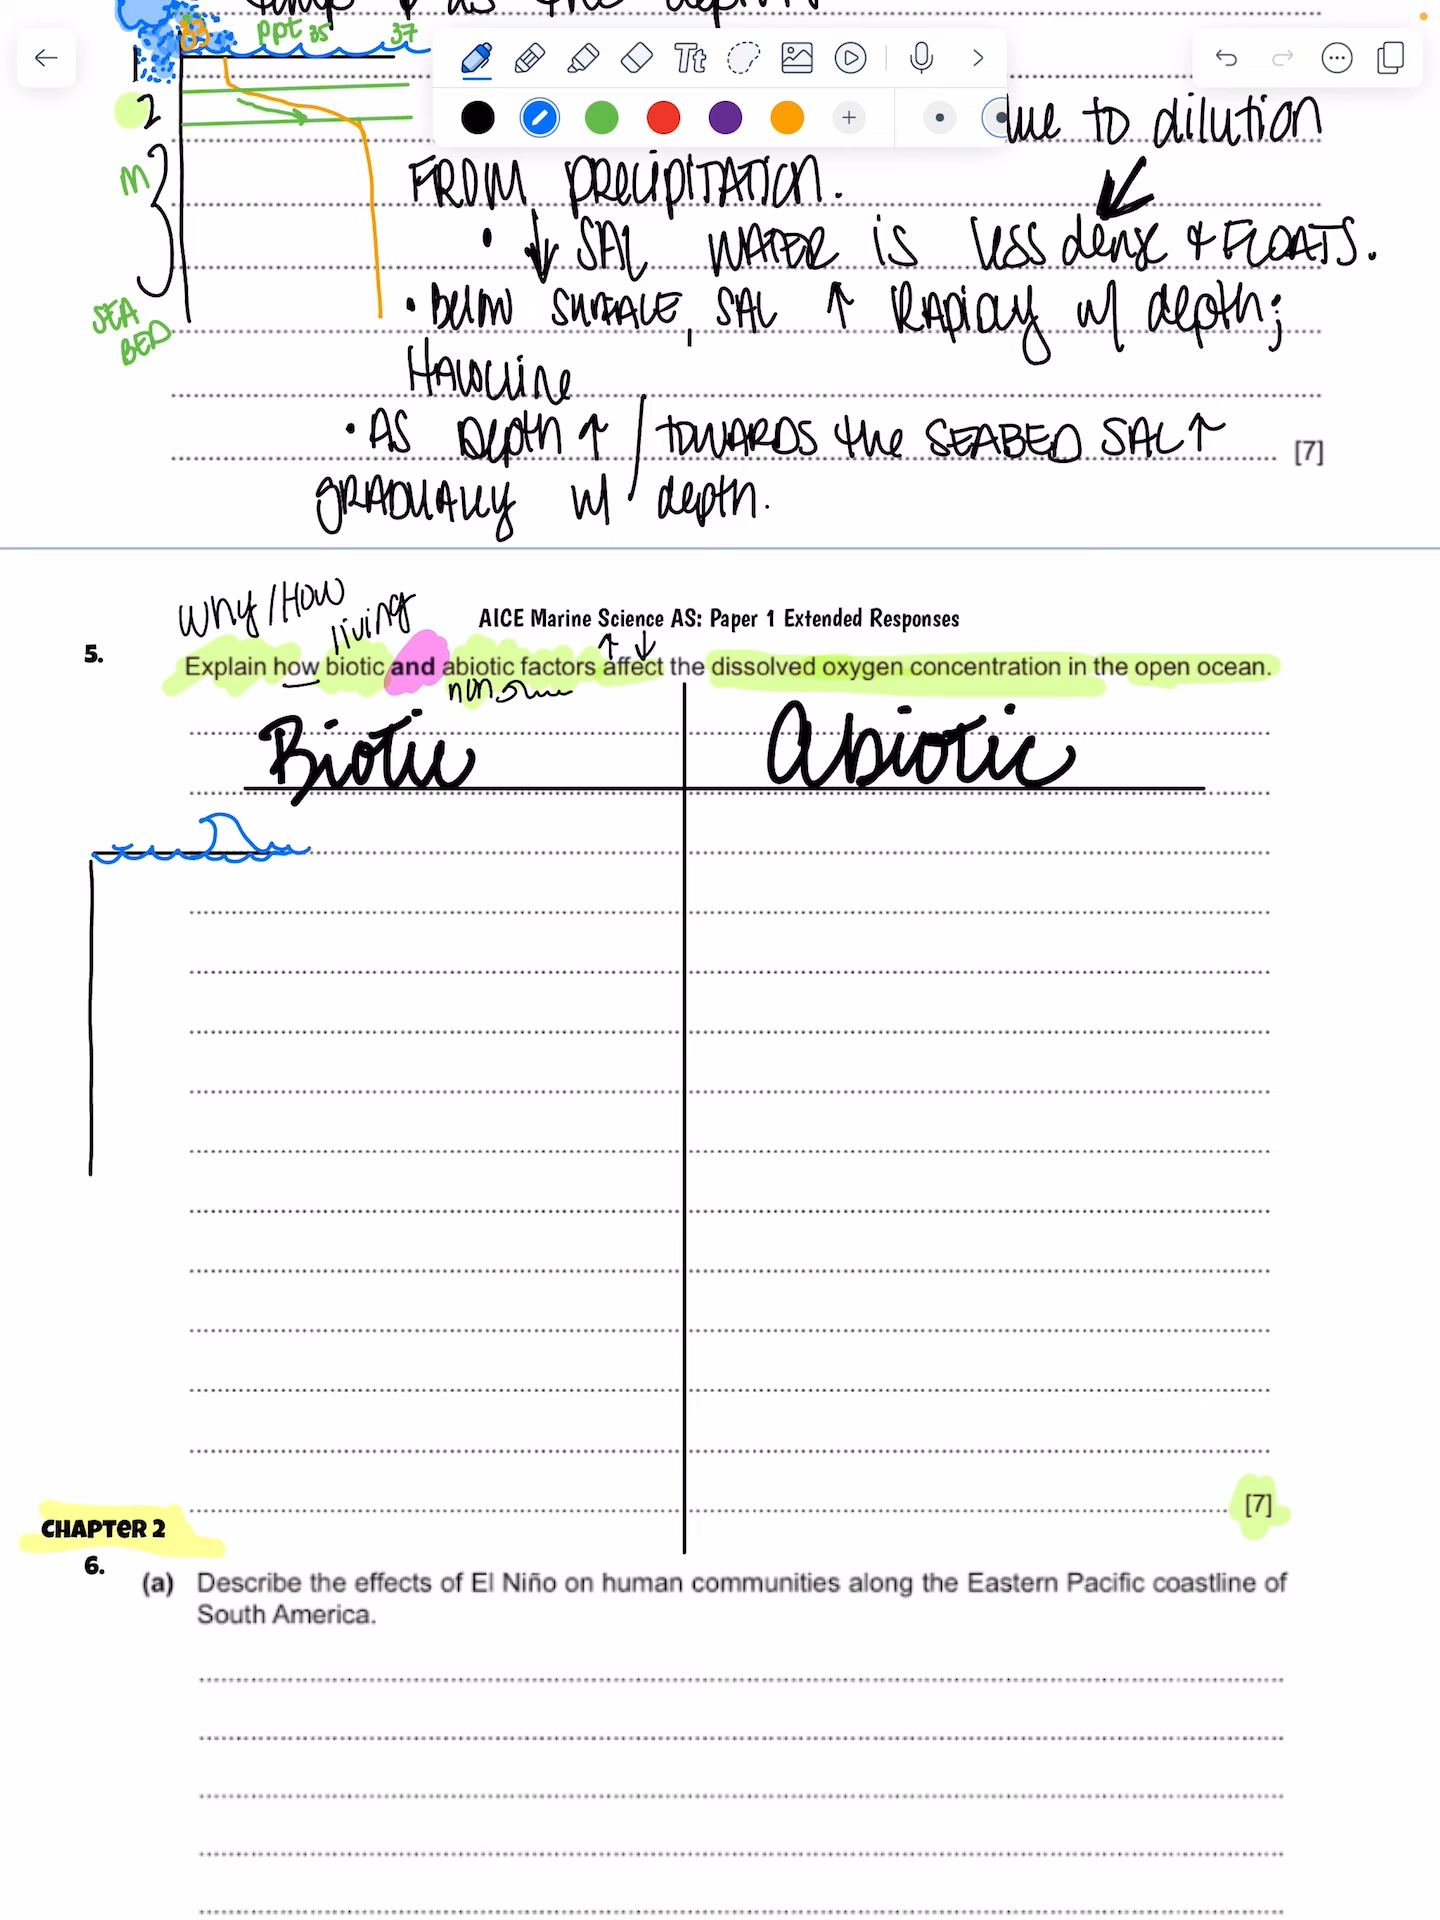 ppt 35 37
1
2
M 3
SEA
BED
due to dilution
FROM PRECIPITATION.
• ↓ SAL WATER is less dense & FLOATS.
• Below SURFACE, SAL ↑ RAPIDLY w/ depth;
Halocline
• AS Depth ↑ / TOWARDS the SEABED SAL ↑
[7]
GRADUALLY w/ depth.
Why/How
living
AICE Marine Science AS: Paper 1 Extended Responses
↑ ↓
5. Explain how biotic and abiotic factors affect the dissolved oxygen concentration in the open ocean.
non
Biotic Abiotic
[7]
CHAPTER 2
6.
(a) Describe the effects of El Niño on human communities along the Eastern Pacific coastline of
South America.
Tt